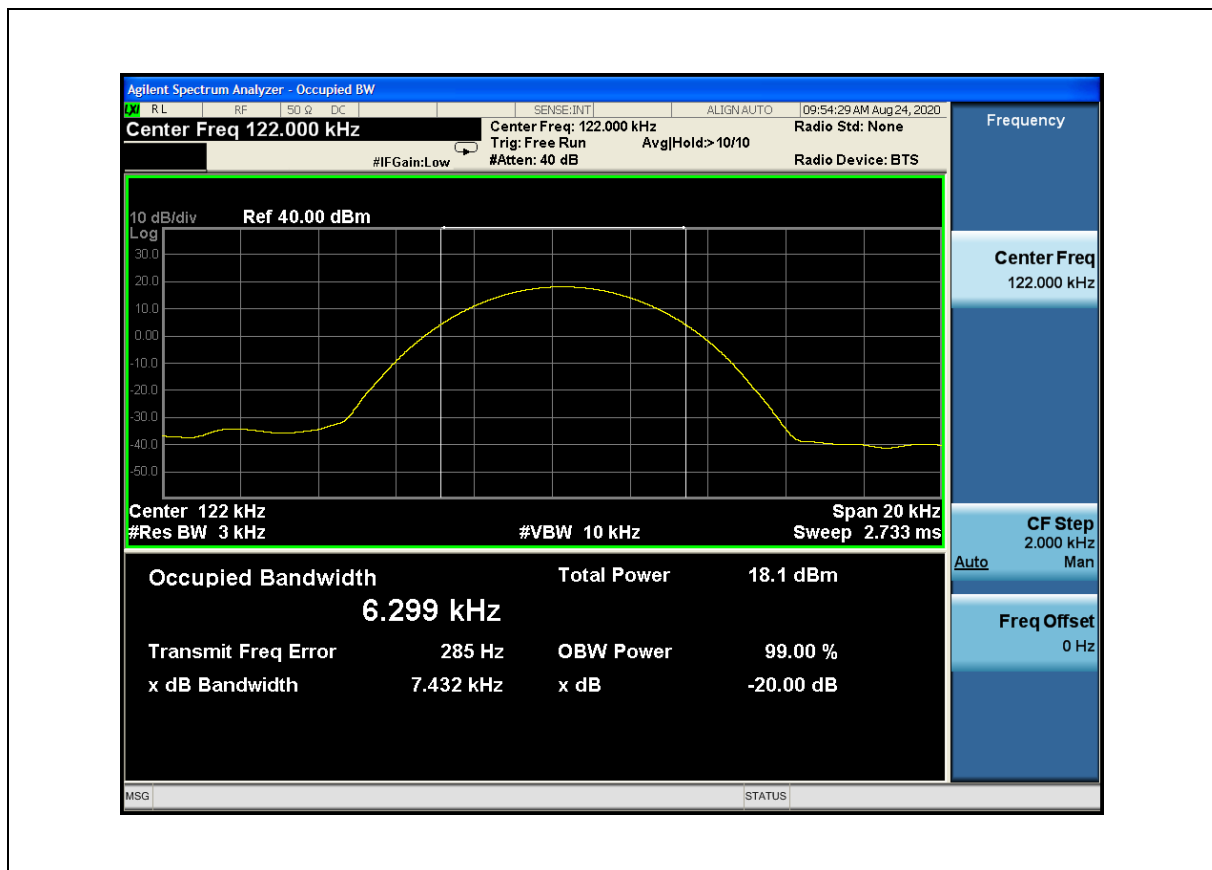 Agilent Spectrum Analyzer - Occupied BW
LXI RL RF 50 Ω DC SENSE:INT ALIGN AUTO 09:54:29 AM Aug 24, 2020
Center Freq 122.000 kHz
#IFGain:Low
Center Freq: 122.000 kHz
Trig: Free Run Avg|Hold:> 10/10
#Atten: 40 dB
Radio Std: None
Radio Device: BTS
10 dB/div Ref 40.00 dBm
Log
30.0
20.0
10.0
0.00
-10.0
-20.0
-30.0
-40.0
-50.0
Center 122 kHz Span 20 kHz
#Res BW 3 kHz #VBW 10 kHz Sweep 2.733 ms
Occupied Bandwidth Total Power 18.1 dBm
6.299 kHz
Transmit Freq Error 285 Hz OBW Power 99.00 %
x dB Bandwidth 7.432 kHz x dB -20.00 dB
MSG STATUS
Frequency
Center Freq
122.000 kHz
CF Step
2.000 kHz
Auto Man
Freq Offset
0 Hz